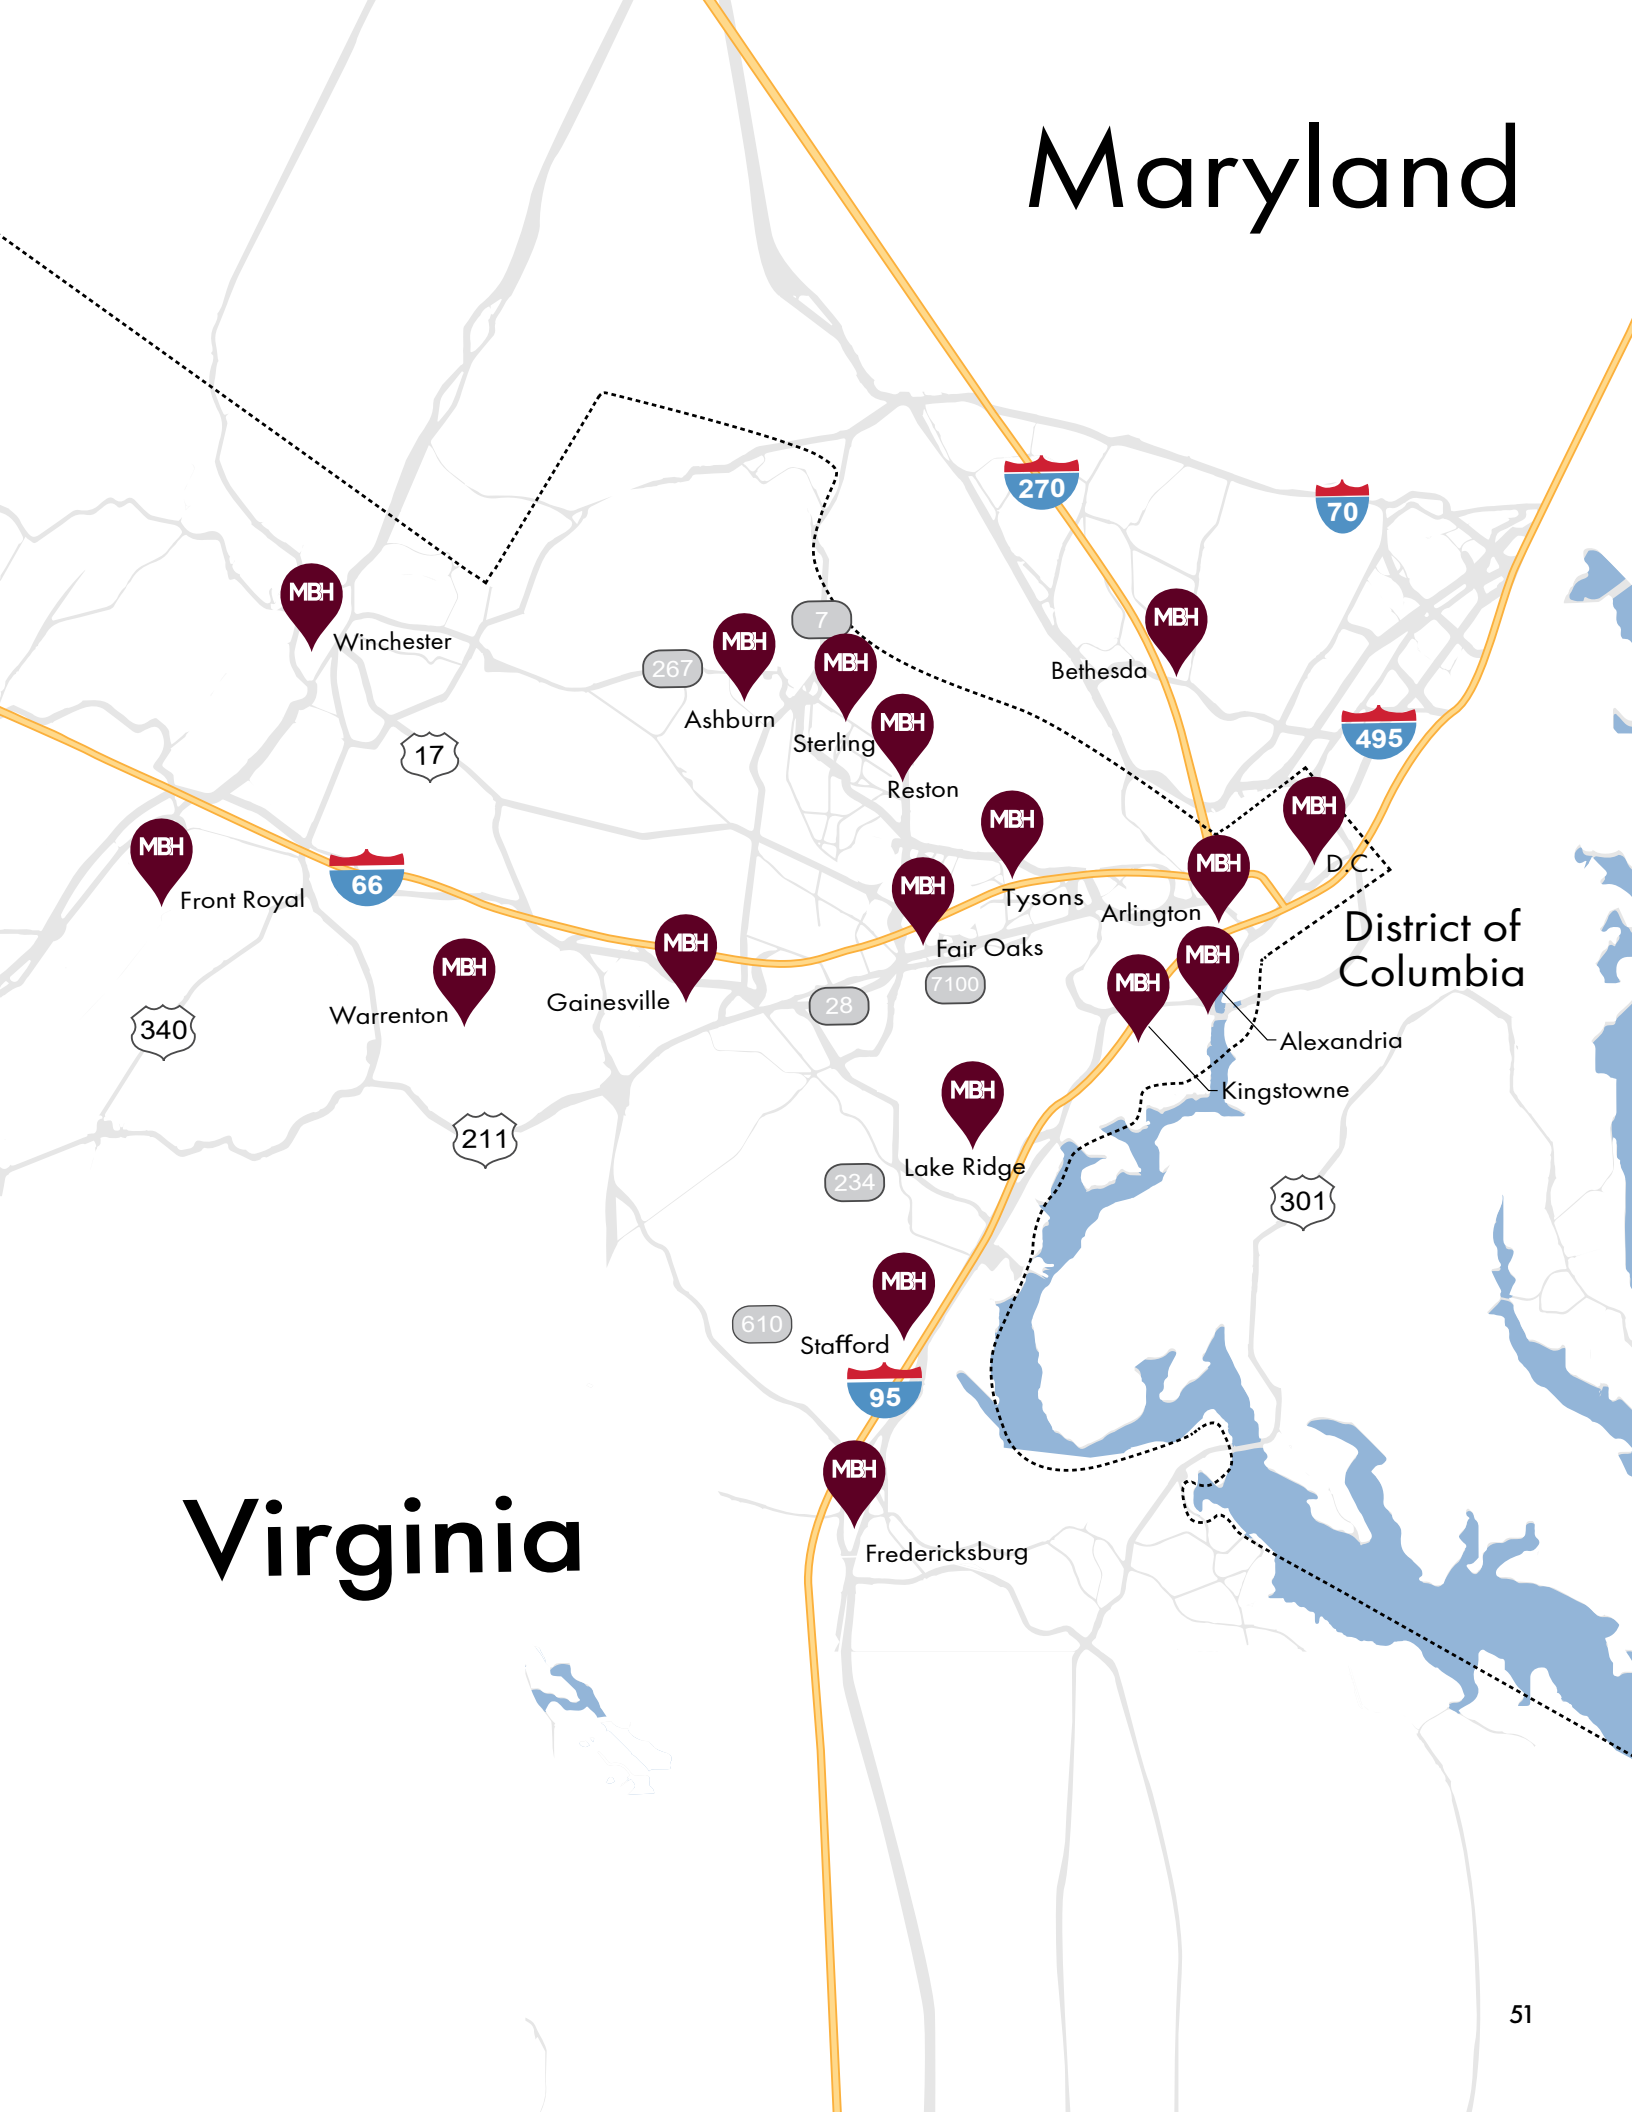 Maryland
270
70
MBH
Winchester
MBH
Bethesda
7
MBH
Ashburn
267
MBH
Sterling
MBH
Reston
17
495
MBH
D.C.
MBH
Tysons
MBH
Front Royal
66
MBH
Arlington
MBH
Fair Oaks
District of
Columbia
MBH
Gainesville
MBH
Warrenton
MBH
Alexandria
MBH
Kingstowne
7100
28
340
MBH
Lake Ridge
211
234
301
MBH
Stafford
610
95
MBH
Fredericksburg
Virginia
51